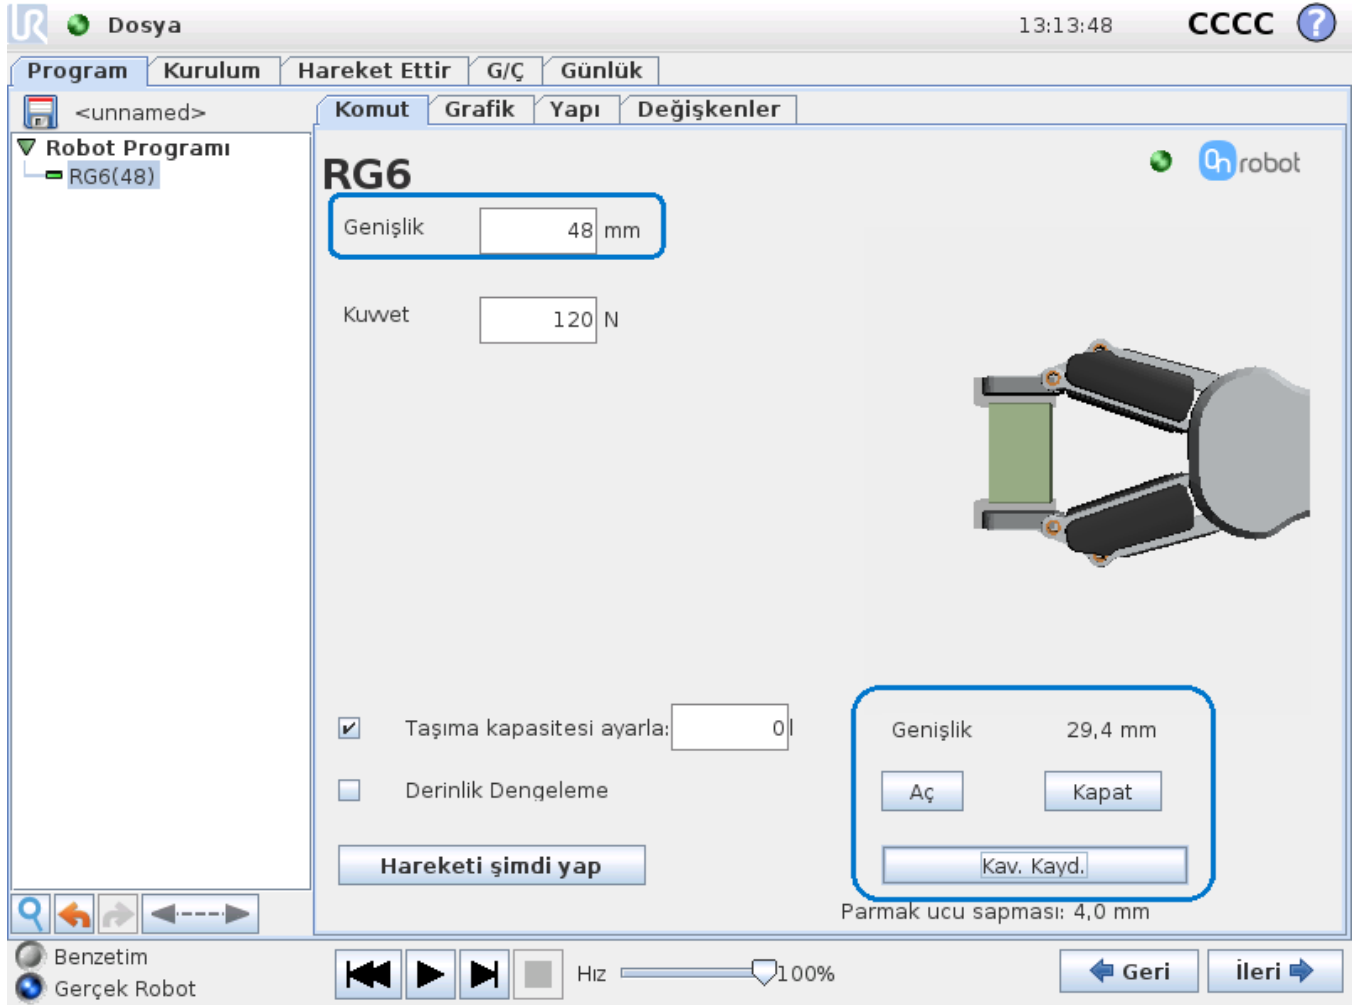 UR Dosya 13:13:48 CCCC ?
Program Kurulum Hareket Ettir G/Ç Günlük
<unnamed> Komut Grafik Yapı Değişkenler
Robot Programı
RG6(48)
RG6
On robot
Genişlik 48 mm
Kuvvet 120 N
Taşıma kapasitesi ayarla: 0
Genişlik 29,4 mm
Derinlik Dengeleme
Aç Kapat
Hareketi şimdi yap
Kav. Kayd.
Parmak ucu sapması: 4,0 mm
Benzetim
Gerçek Robot
Hız 100%
Geri İleri